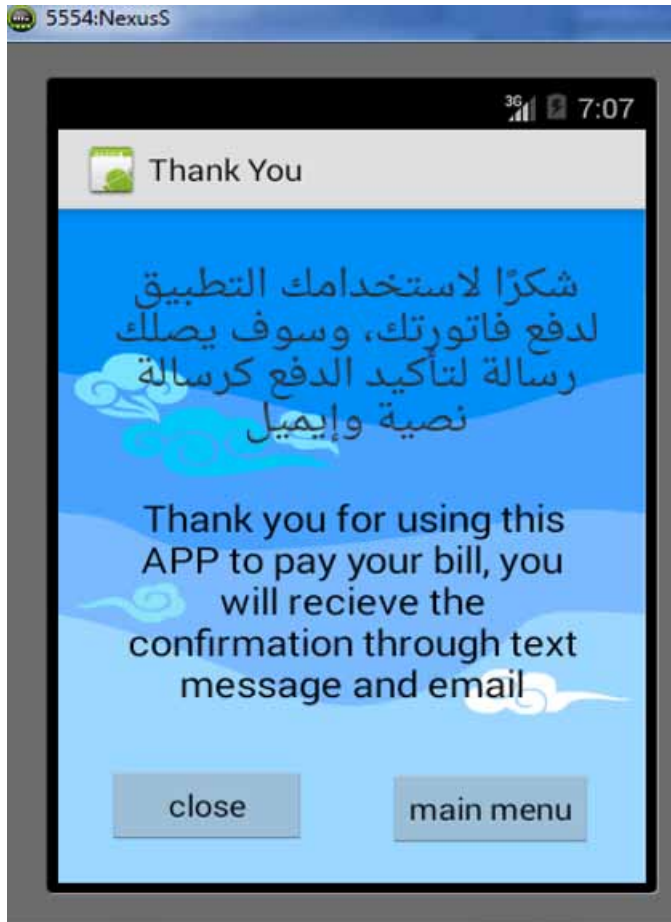 5554:NexusS
3G 7:07
Thank You
شكرًا لاستخدامك التطبيق
لدفع فاتورتك، وسوف يصلك
رسالة لتأكيد الدفع كرسالة
نصية وإيميل
Thank you for using this
APP to pay your bill, you
will recieve the
confirmation through text
message and email
close
main menu